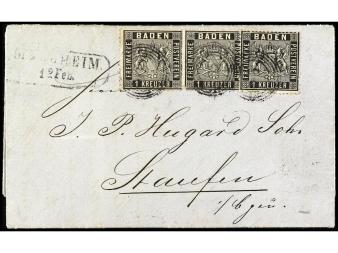 BADEN BADEN BADEN
FREIMARKE POSTVEREIN FREIMARKE POSTVEREIN FREIMARKE POSTVEREIN
1 KREUZER 1 KREUZER 1 KREUZER
HEIM
12 Feb.
J. P. Hugard Sohn
Staufen